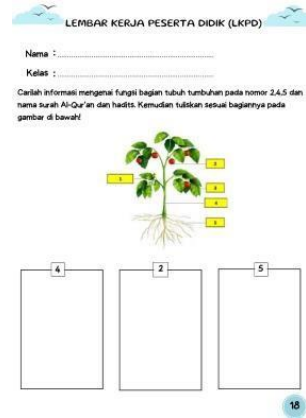 LEMBAR KERJA PESERTA DIDIK (LKPD)
Nama :
Kelas :
Carilah informasi mengenai fungsi bagian tubuh tumbuhan pada nomor 2,4,5 dan
nama surah Al-Qur'an dan hadits. Kemudian tuliskan sesuai bagiannya pada
gambar di bawah!
4
2
5
18